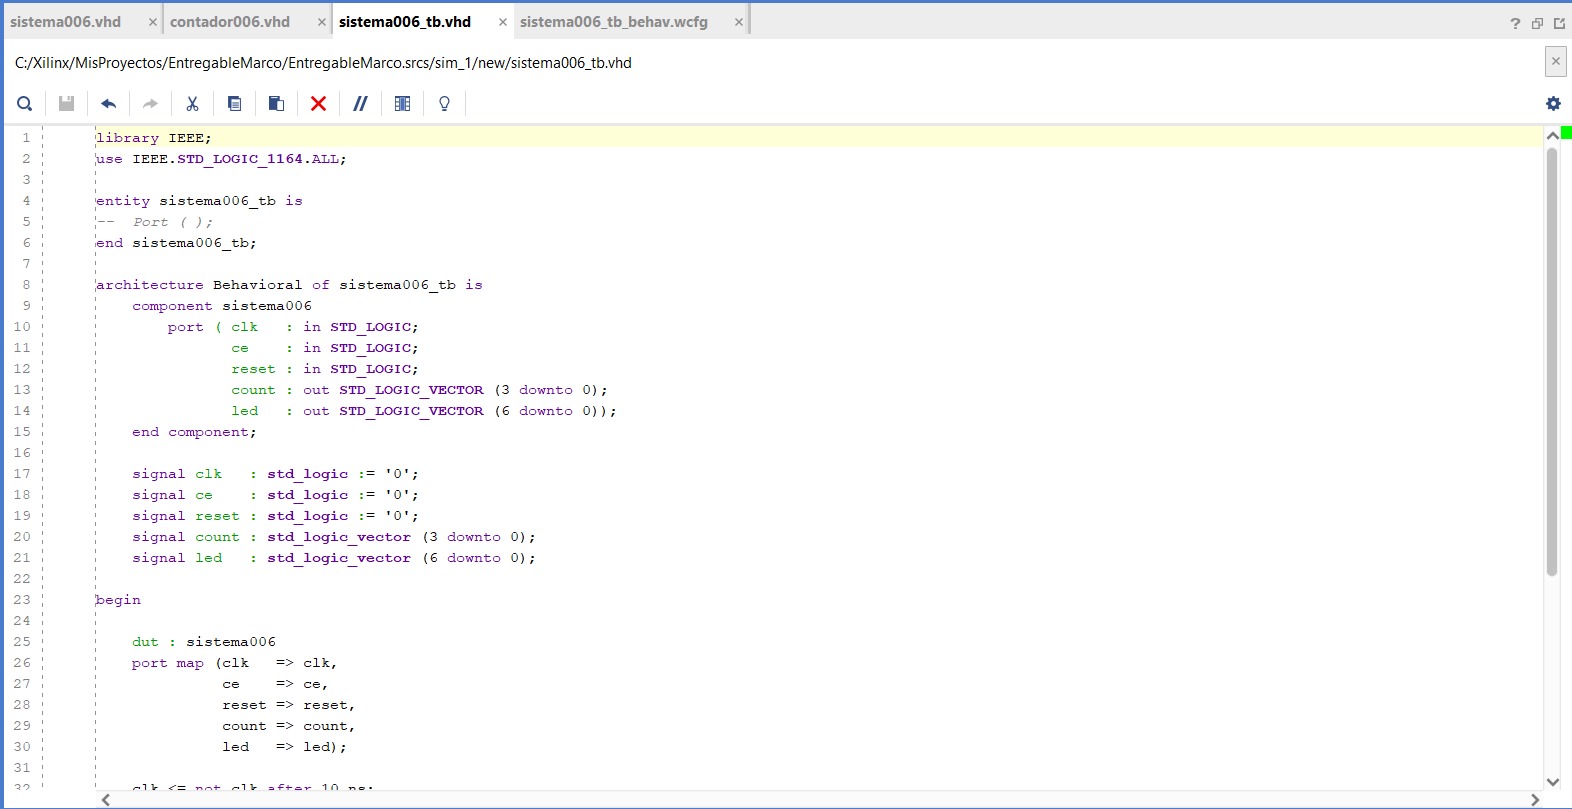 sistema006.vhd × contador006.vhd × sistema006_tb.vhd × sistema006_tb_behav.wcfg ×
C:/Xilinx/MisProyectos/EntregableMarco/EntregableMarco.srcs/sim_1/new/sistema006_tb.vhd
1 library IEEE;
2 use IEEE.STD_LOGIC_1164.ALL;
3
4 entity sistema006_tb is
5 --  Port ( );
6 end sistema006_tb;
7
8 architecture Behavioral of sistema006_tb is
9     component sistema006
10         port ( clk   : in STD_LOGIC;
11                ce    : in STD_LOGIC;
12                reset : in STD_LOGIC;
13                count : out STD_LOGIC_VECTOR (3 downto 0);
14                led   : out STD_LOGIC_VECTOR (6 downto 0));
15     end component;
16
17     signal clk   : std_logic := '0';
18     signal ce    : std_logic := '0';
19     signal reset : std_logic := '0';
20     signal count : std_logic_vector (3 downto 0);
21     signal led   : std_logic_vector (6 downto 0);
22
23 begin
24
25     dut : sistema006
26     port map (clk   => clk,
27               ce    => ce,
28               reset => reset,
29               count => count,
30               led   => led);
31
32     clk <= not clk after 10 ns;